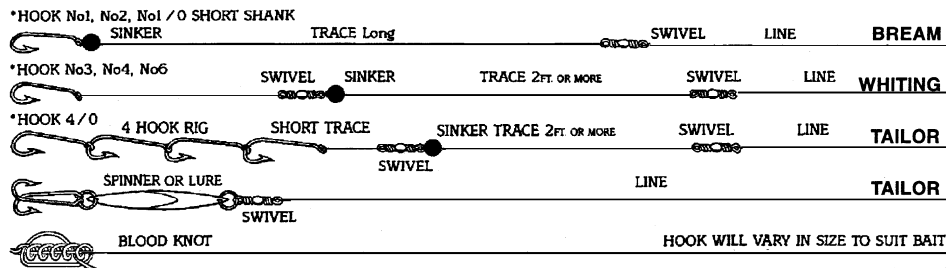 *HOOK No1, No2, No1/0 SHORT SHANK
SINKER TRACE Long SWIVEL LINE BREAM
*HOOK No3, No4, No6
SWIVEL SINKER TRACE 2FT. OR MORE SWIVEL LINE WHITING
*HOOK 4/0
4 HOOK RIG SHORT TRACE SINKER TRACE 2FT. OR MORE SWIVEL LINE TAILOR
SWIVEL
SPINNER OR LURE LINE TAILOR
SWIVEL
BLOOD KNOT HOOK WILL VARY IN SIZE TO SUIT BAIT